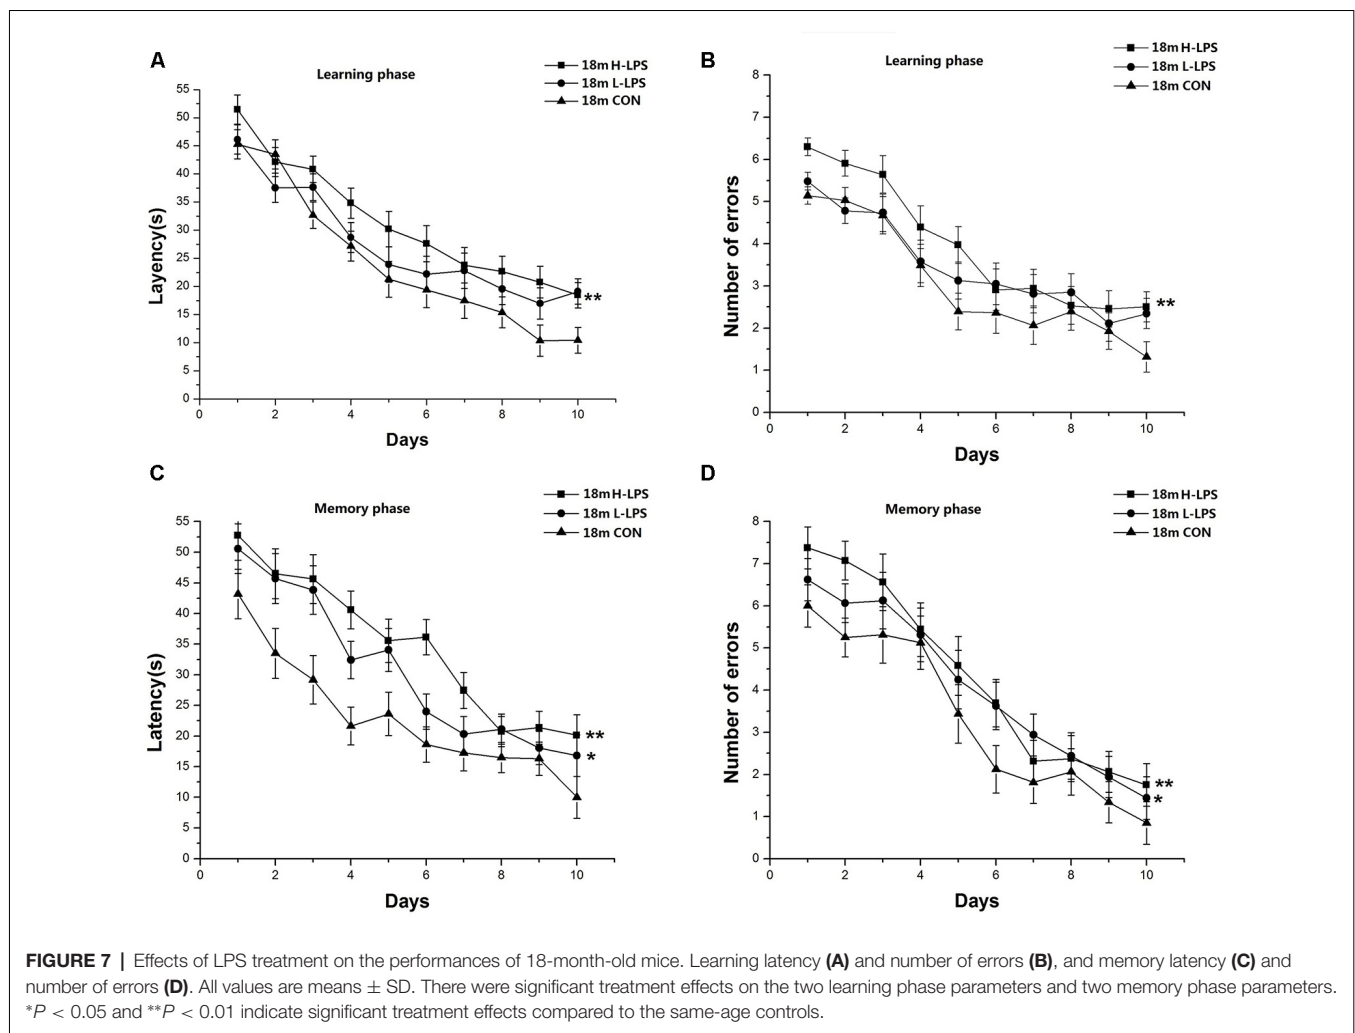 A
Learning phase
18m H-LPS
18m L-LPS
18m CON
Layency(s)
55
50
45
40
35
30
25
20
15
10
5
0
0 2 4 6 8 10
**
Days
B
Learning phase
18m H-LPS
18m L-LPS
18m CON
Number of errors
8
7
6
5
4
3
2
1
0
0 2 4 6 8 10
**
Days
C
Memory phase
18m H-LPS
18m L-LPS
18m CON
Latency(s)
55
50
45
40
35
30
25
20
15
10
5
0
0 2 4 6 8 10
**
*
Days
D
Memory phase
18m H-LPS
18m L-LPS
18m CON
Number of errors
8
7
6
5
4
3
2
1
0
0 2 4 6 8 10
**
*
Days
FIGURE 7 | Effects of LPS treatment on the performances of 18-month-old mice. Learning latency (A) and number of errors (B), and memory latency (C) and
number of errors (D). All values are means ± SD. There were significant treatment effects on the two learning phase parameters and two memory phase parameters.
*P < 0.05 and **P < 0.01 indicate significant treatment effects compared to the same-age controls.